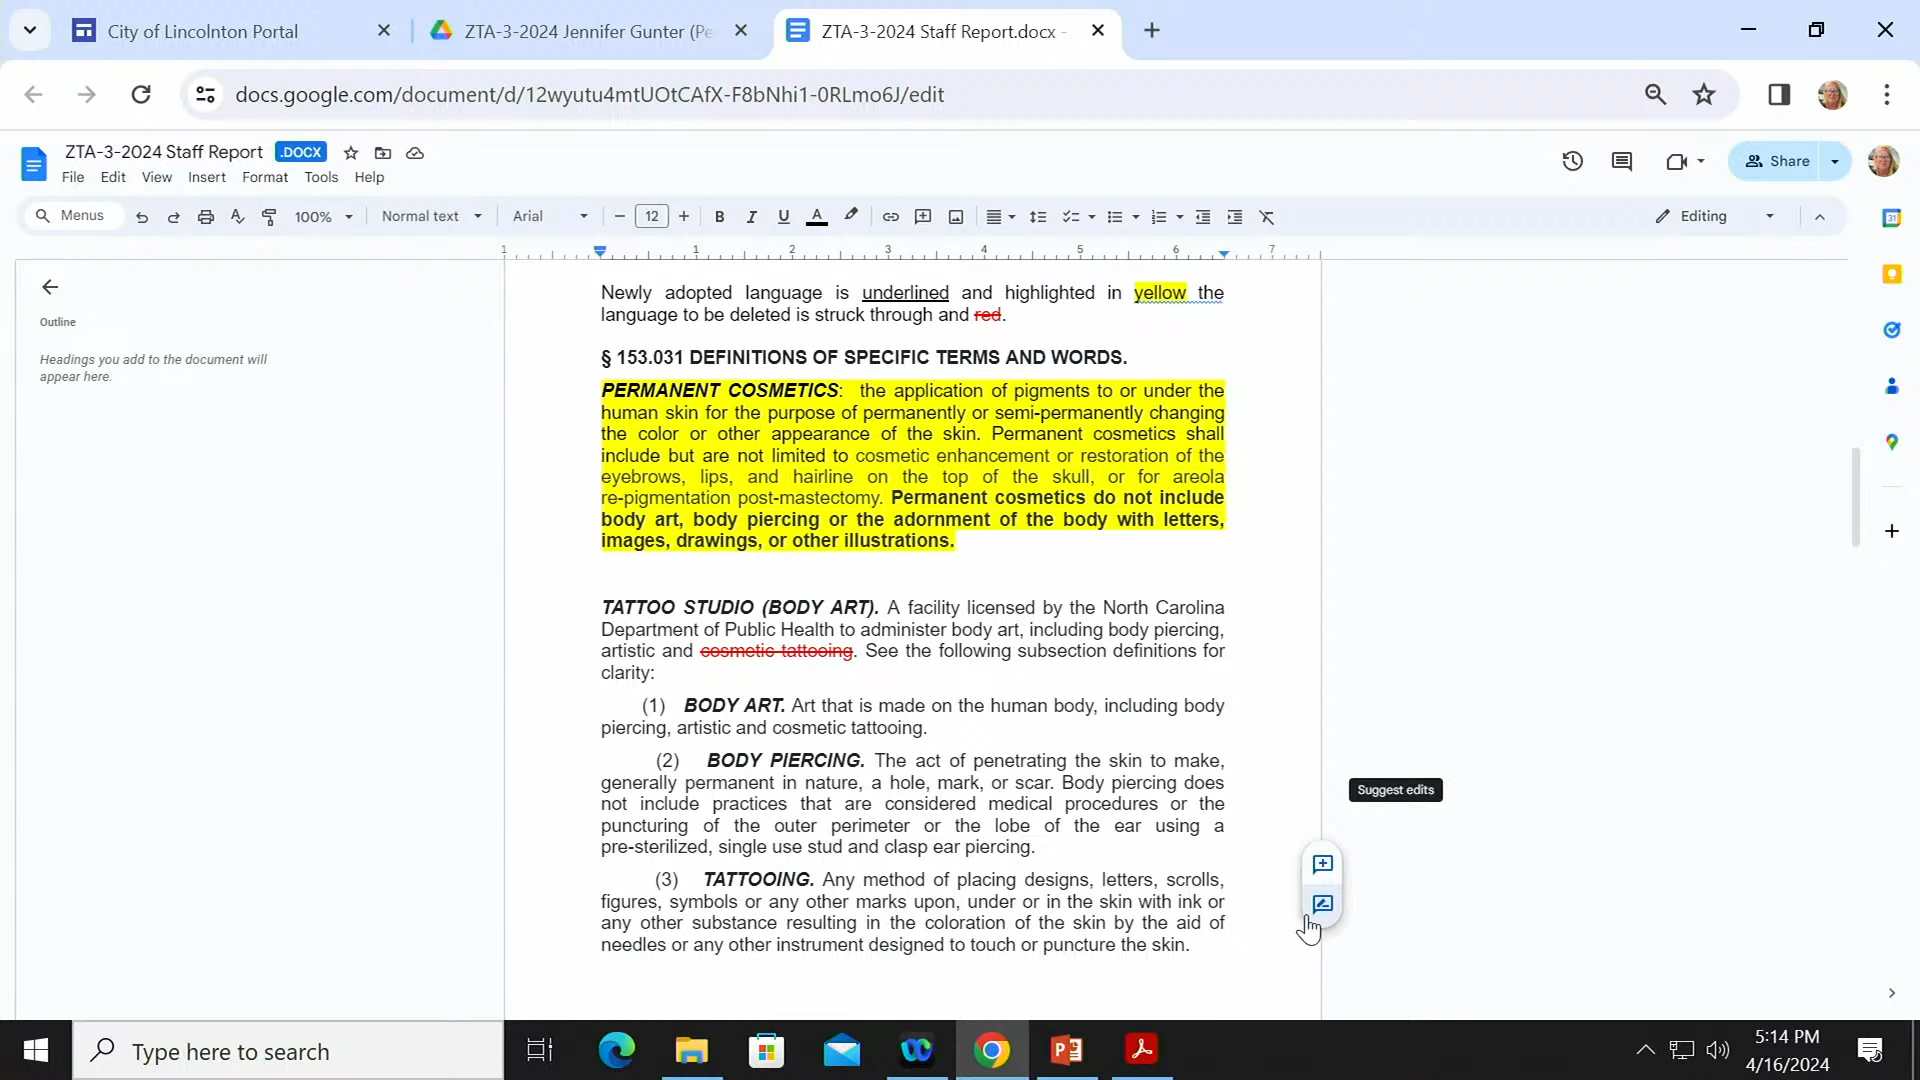 City of Lincolnton Portal
ZTA-3-2024 Jennifer Gunter (Pe
ZTA-3-2024 Staff Report.docx -
docs.google.com/document/d/12wyutu4mtUOtCAfX-F8bNhi1-0RLmo6J/edit
ZTA-3-2024 Staff Report .DOCX
Share
File Edit View Insert Format Tools Help
Menus 100% Normal text Arial 12 B I U A Editing
1 1 2 3 4 5 6 7
Outline
Headings you add to the document will
appear here.
Newly adopted language is underlined and highlighted in yellow the
language to be deleted is struck through and red.
§ 153.031 DEFINITIONS OF SPECIFIC TERMS AND WORDS.
PERMANENT COSMETICS: the application of pigments to or under the
human skin for the purpose of permanently or semi-permanently changing
the color or other appearance of the skin. Permanent cosmetics shall
include but are not limited to cosmetic enhancement or restoration of the
eyebrows, lips, and hairline on the top of the skull, or for areola
re-pigmentation post-mastectomy. Permanent cosmetics do not include
body art, body piercing or the adornment of the body with letters,
images, drawings, or other illustrations.
TATTOO STUDIO (BODY ART). A facility licensed by the North Carolina
Department of Public Health to administer body art, including body piercing,
artistic and cosmetic tattooing. See the following subsection definitions for
clarity:
(1) BODY ART. Art that is made on the human body, including body
piercing, artistic and cosmetic tattooing.
(2) BODY PIERCING. The act of penetrating the skin to make,
generally permanent in nature, a hole, mark, or scar. Body piercing does
not include practices that are considered medical procedures or the
puncturing of the outer perimeter or the lobe of the ear using a
pre-sterilized, single use stud and clasp ear piercing.
(3) TATTOOING. Any method of placing designs, letters, scrolls,
figures, symbols or any other marks upon, under or in the skin with ink or
any other substance resulting in the coloration of the skin by the aid of
needles or any other instrument designed to touch or puncture the skin.
Suggest edits
31
Type here to search
5:14 PM
4/16/2024